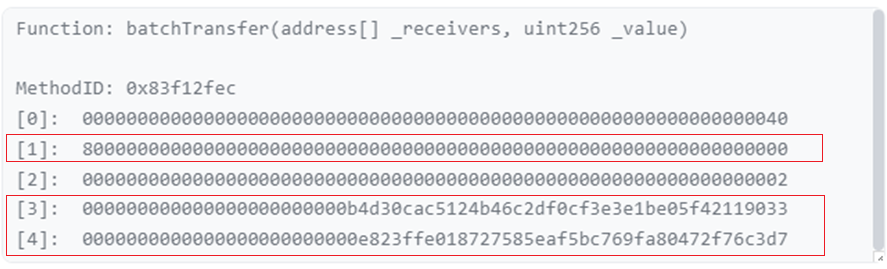 Function: batchTransfer(address[] _receivers, uint256 _value)
MethodID: 0x83f12fec
[0]: 0000000000000000000000000000000000000000000000000000000000000040
[1]: 8000000000000000000000000000000000000000000000000000000000000000
[2]: 0000000000000000000000000000000000000000000000000000000000000002
[3]: 000000000000000000000000b4d30cac5124b46c2df0cf3e3e1be05f42119033
[4]: 0000000000000000000000000e823ffe018727585eaf5bc769fa80472f76c3d7